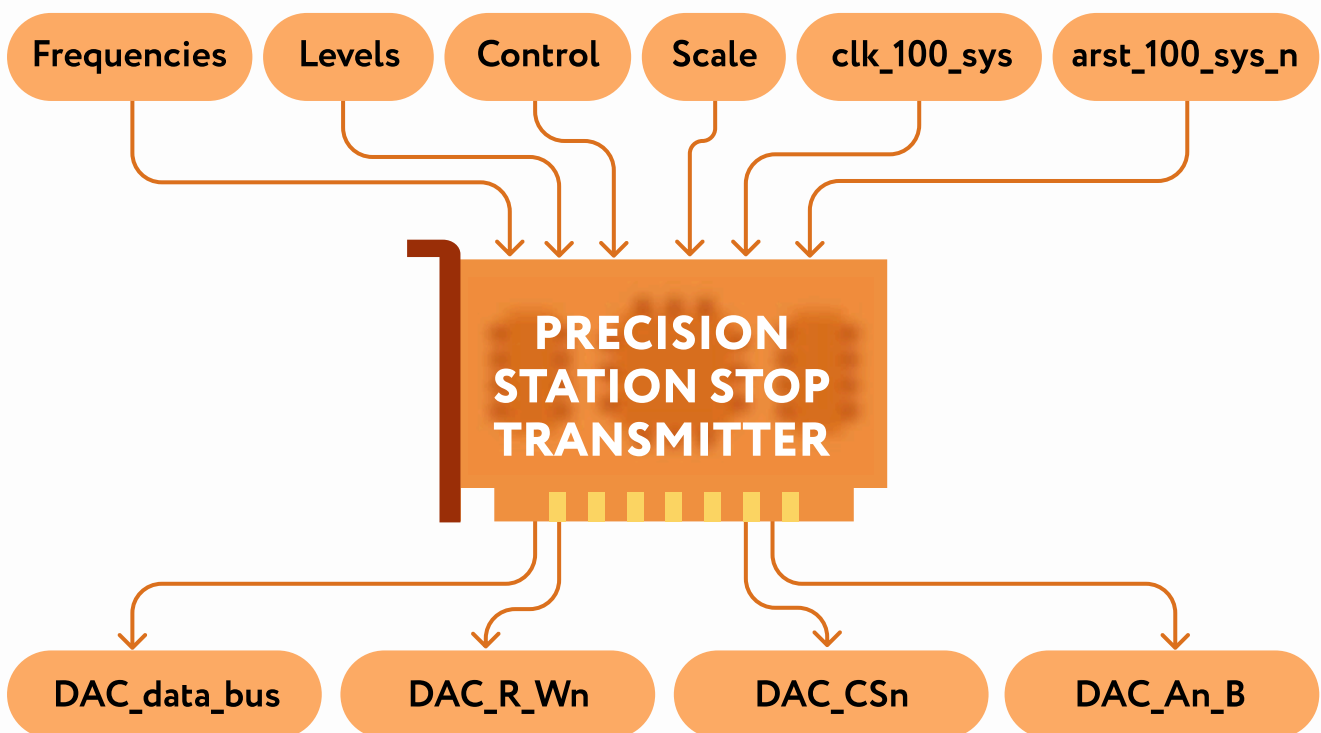 Frequencies
Levels
Control
Scale
clk_100_sys
arst_100_sys_n
PRECISION
STATION STOP
TRANSMITTER
DAC_data_bus
DAC_R_Wn
DAC_CSn
DAC_An_B